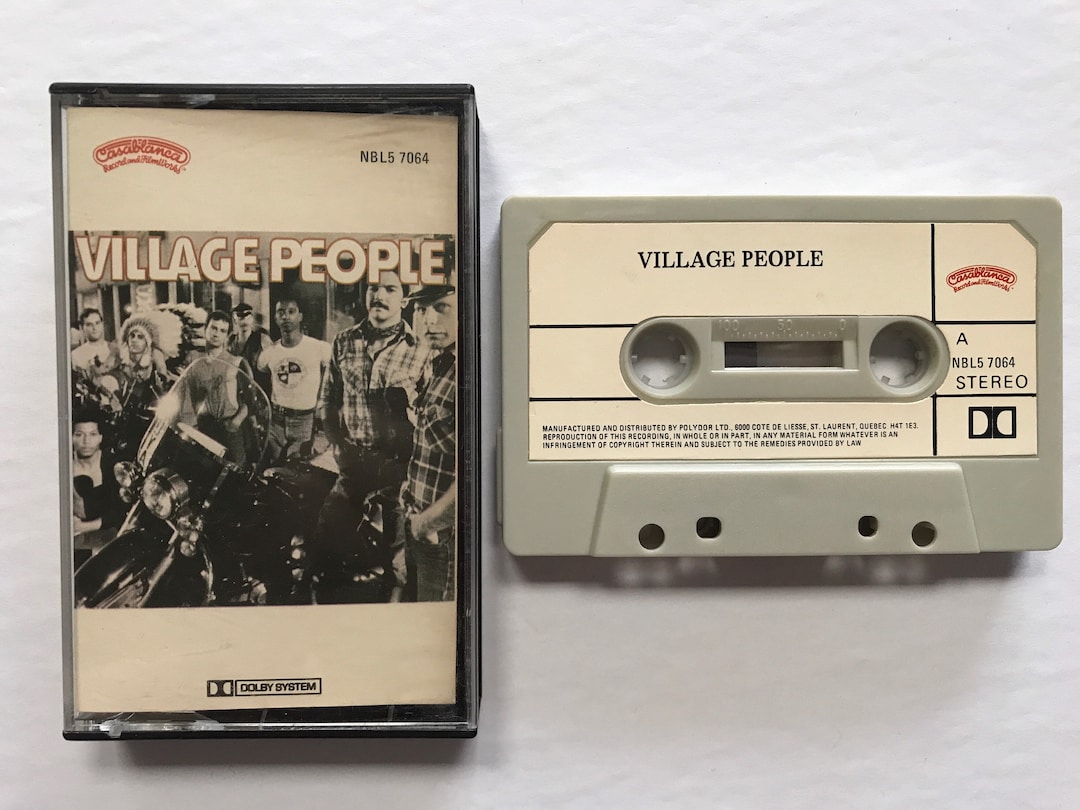 Casablanca
Record and FilmWorks
NBL5 7064
VILLAGE PEOPLE
DOLBY SYSTEM
VILLAGE PEOPLE
Casablanca
Record and FilmWorks
100 50 0
A
NBL5 7064
STEREO
MANUFACTURED AND DISTRIBUTED BY POLYDOR LTD., 6000 COTE DE LIESSE, ST. LAURENT, QUEBEC H4T 1E3.
REPRODUCTION OF THIS RECORDING, IN WHOLE OR IN PART, IN ANY MATERIAL FORM WHATEVER IS AN
INFRINGEMENT OF COPYRIGHT THEREIN AND SUBJECT TO THE REMEDIES PROVIDED BY LAW